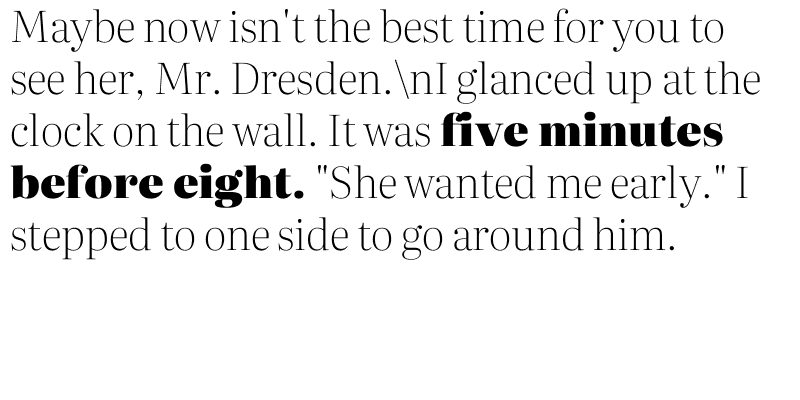 Maybe now isn't the best time for you to
see her, Mr. Dresden.\nI glanced up at the
clock on the wall. It was five minutes
before eight. "She wanted me early." I
stepped to one side to go around him.